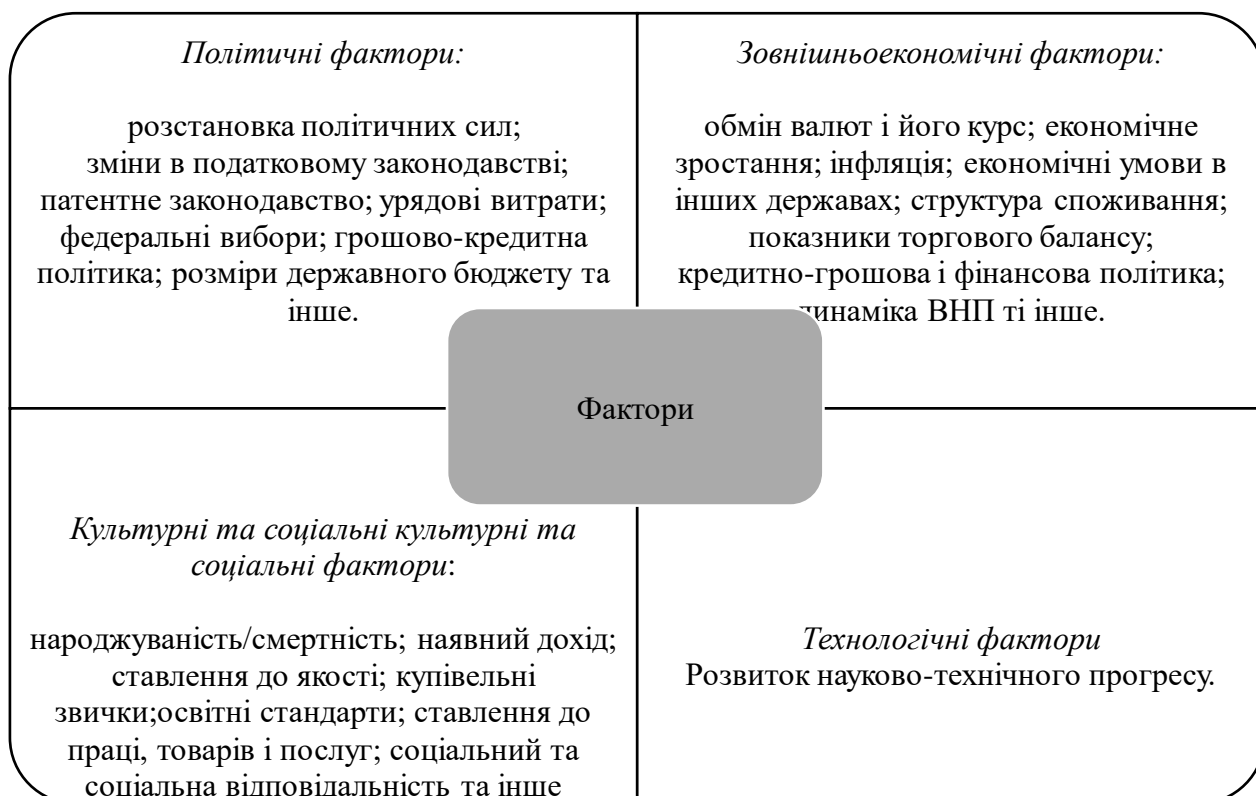 Політичні фактори:
розстановка політичних сил;
зміни в податковому законодавстві;
патентне законодавство; урядові витрати;
федеральні вибори; грошово-кредитна
політика; розміри державного бюджету та
інше.
Зовнішньоекономічні фактори:
обмін валют і його курс; економічне
зростання; інфляція; економічні умови в
інших державах; структура споживання;
показники торгового балансу;
кредитно-грошова і фінансова політика;
динаміка ВНП ті інше.
Фактори
Культурні та соціальні культурні та
соціальні фактори:
народжуваність/смертність; наявний дохід;
ставлення до якості; купівельні
звички;освітні стандарти; ставлення до
праці, товарів і послуг; соціальний та
соціальна відповідальність та інше
Технологічні фактори
Розвиток науково-технічного прогресу.